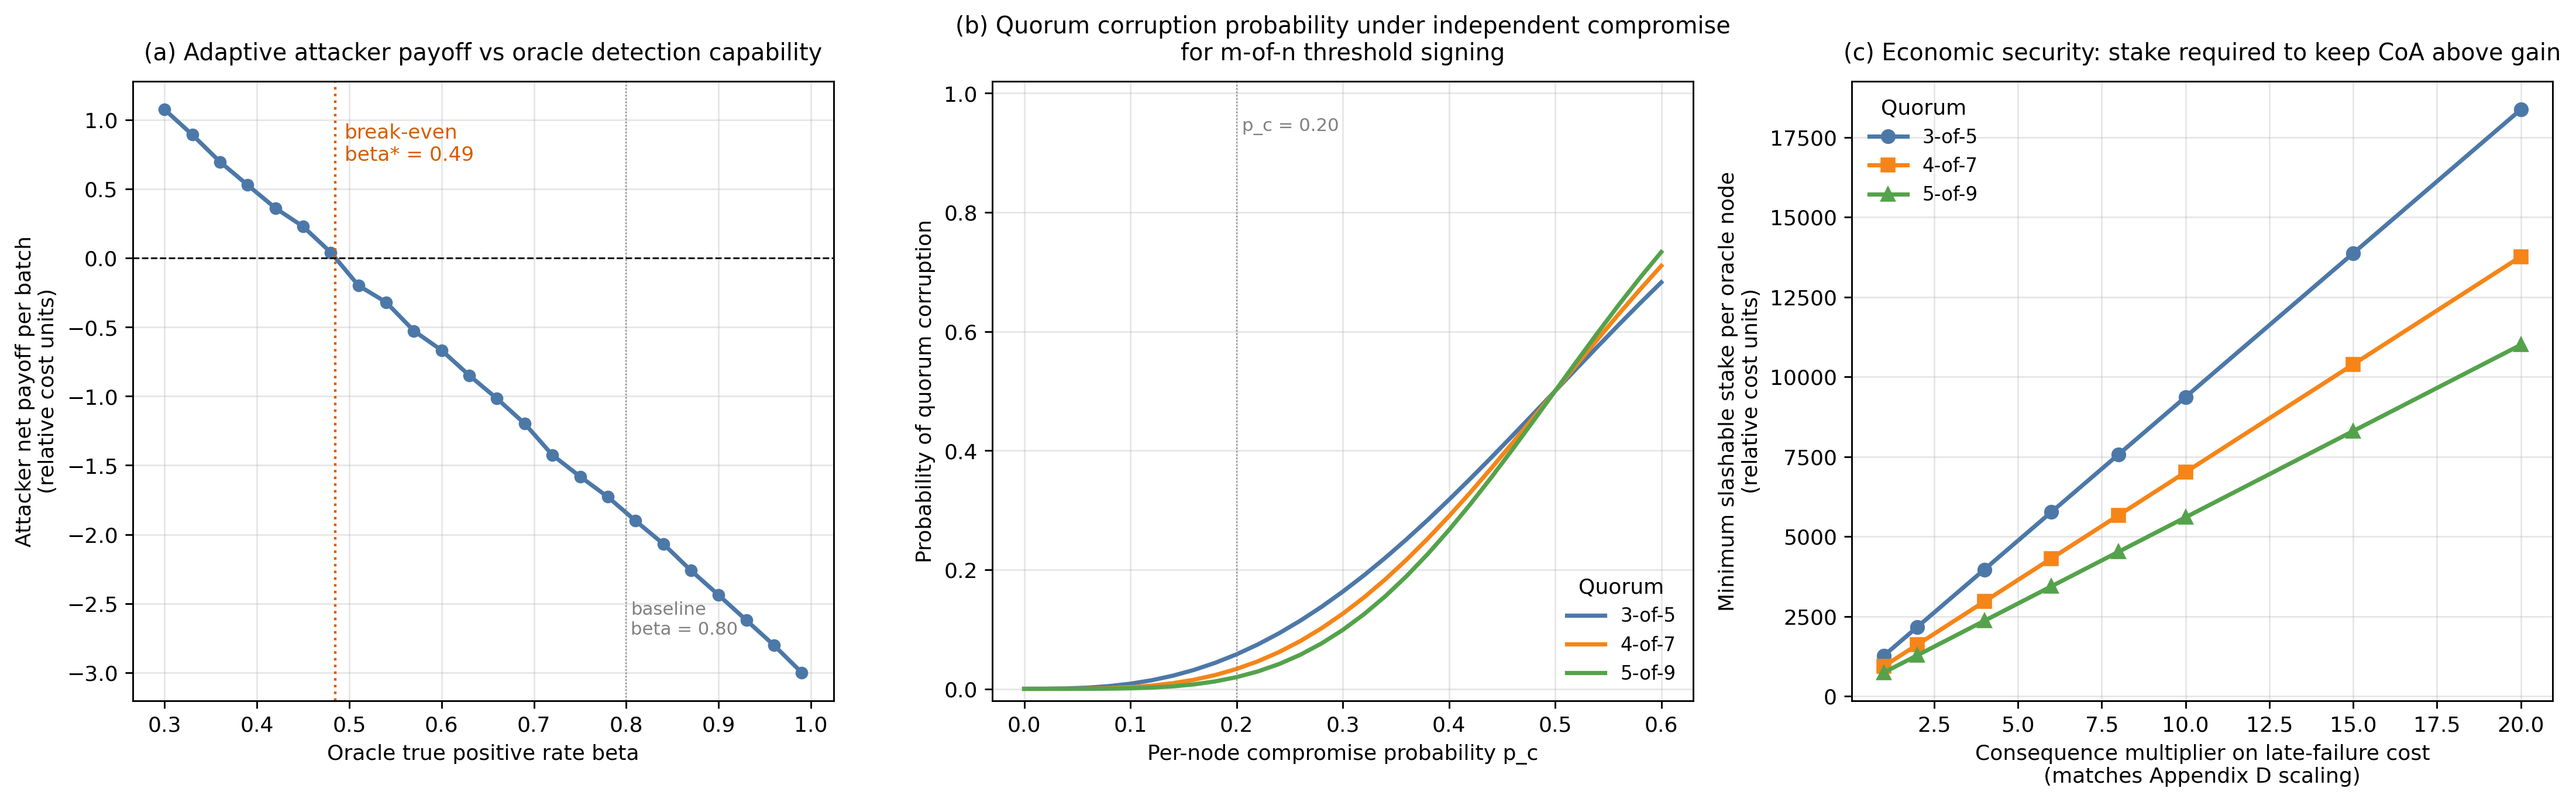 (a) Adaptive attacker payoff vs oracle detection capability
Attacker net payoff per batch
(relative cost units)
1.0
0.5
0.0
−0.5
−1.0
−1.5
−2.0
−2.5
−3.0
break-even
beta* = 0.49
baseline
beta = 0.80
0.3 0.4 0.5 0.6 0.7 0.8 0.9 1.0
Oracle true positive rate beta
(b) Quorum corruption probability under independent compromise
for m-of-n threshold signing
Probability of quorum corruption
1.0
0.8
0.6
0.4
0.2
0.0
p_c = 0.20
Quorum
3-of-5
4-of-7
5-of-9
0.0 0.1 0.2 0.3 0.4 0.5 0.6
Per-node compromise probability p_c
(c) Economic security: stake required to keep CoA above gain
Minimum slashable stake per oracle node
(relative cost units)
17500
15000
12500
10000
7500
5000
2500
0
Quorum
3-of-5
4-of-7
5-of-9
2.5 5.0 7.5 10.0 12.5 15.0 17.5 20.0
Consequence multiplier on late-failure cost
(matches Appendix D scaling)